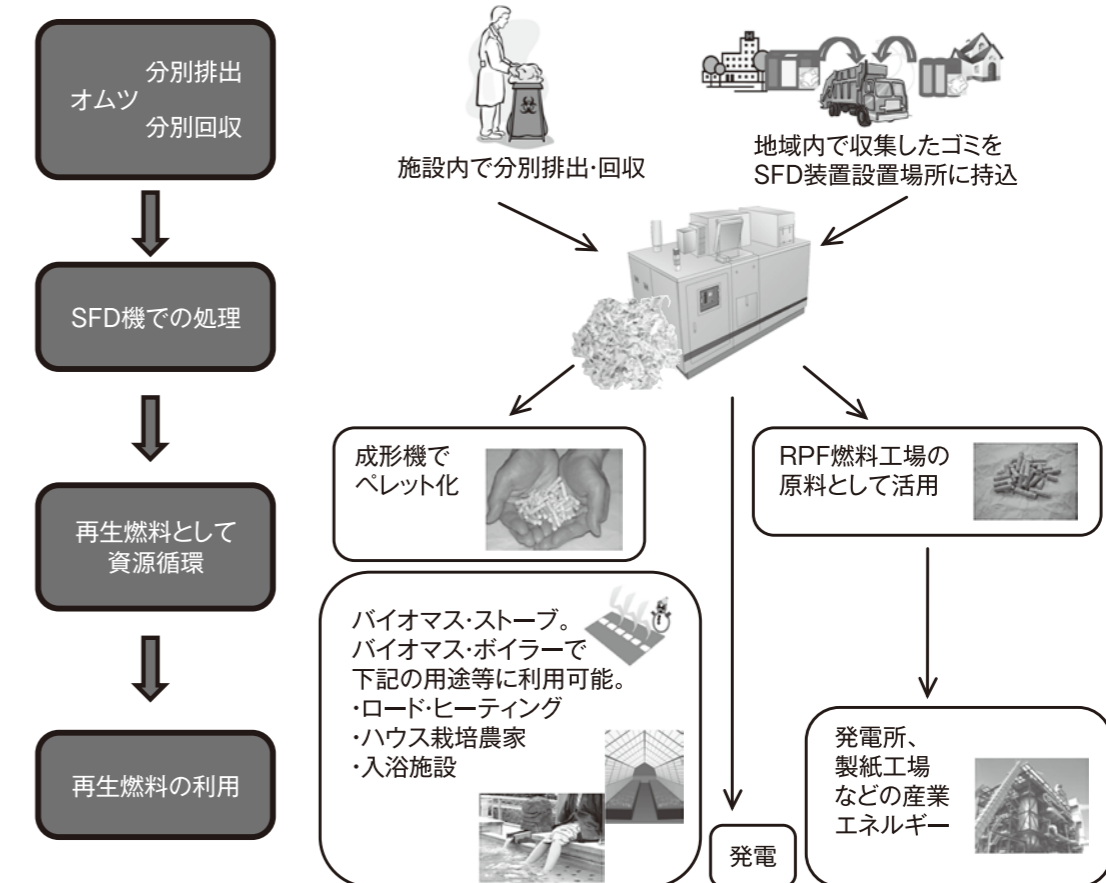 分別排出
オムツ
分別回収
施設内で分別排出・回収
地域内で収集したゴミを
SFD装置設置場所に持込
SFD機での処理
成形機で
ペレット化
RPF燃料工場の
原料として活用
再生燃料として
資源循環
バイオマス・ストーブ。
バイオマス・ボイラーで
下記の用途等に利用可能。
・ロード・ヒーティング
・ハウス栽培農家
・入浴施設
再生燃料の利用
発電
発電所、
製紙工場
などの産業
エネルギー